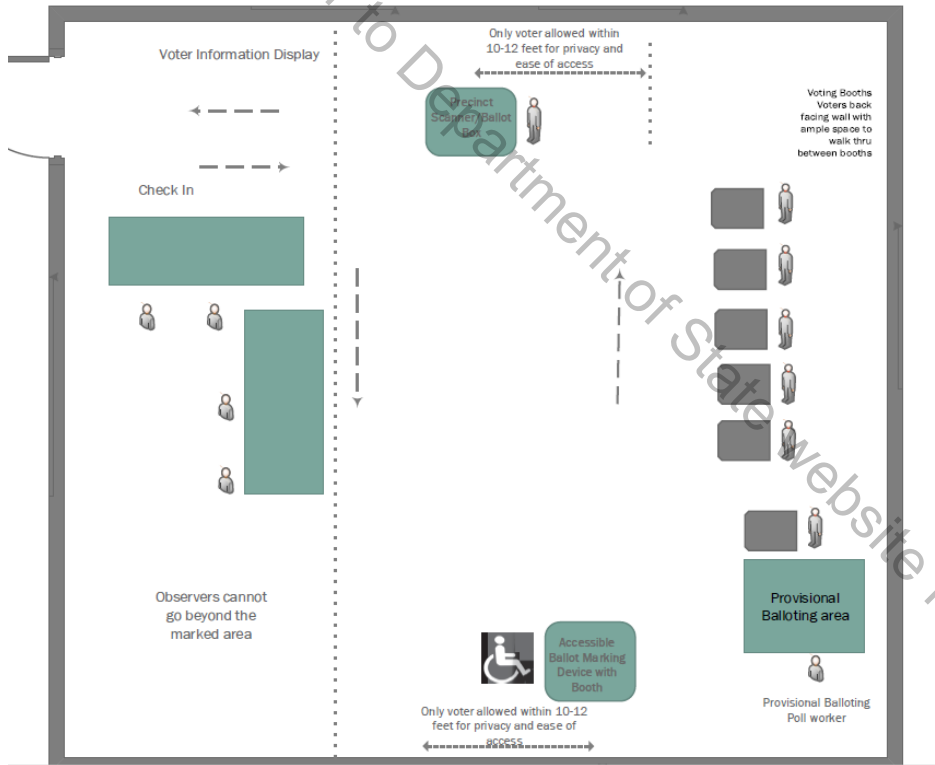 Only voter allowed within
10-12 feet for privacy and
ease of access
Voter Information Display
Precinct
Scanner/Ballot
Box
Voting Booths
Voters back
facing wall with
ample space to
walk thru
between booths
Check In
to Department of State website
Observers cannot
go beyond the
marked area
Provisional
Balloting area
Accessible
Ballot Marking
Device with
Booth
Provisional Balloting
Poll worker
Only voter allowed within 10-12
feet for privacy and ease of
access